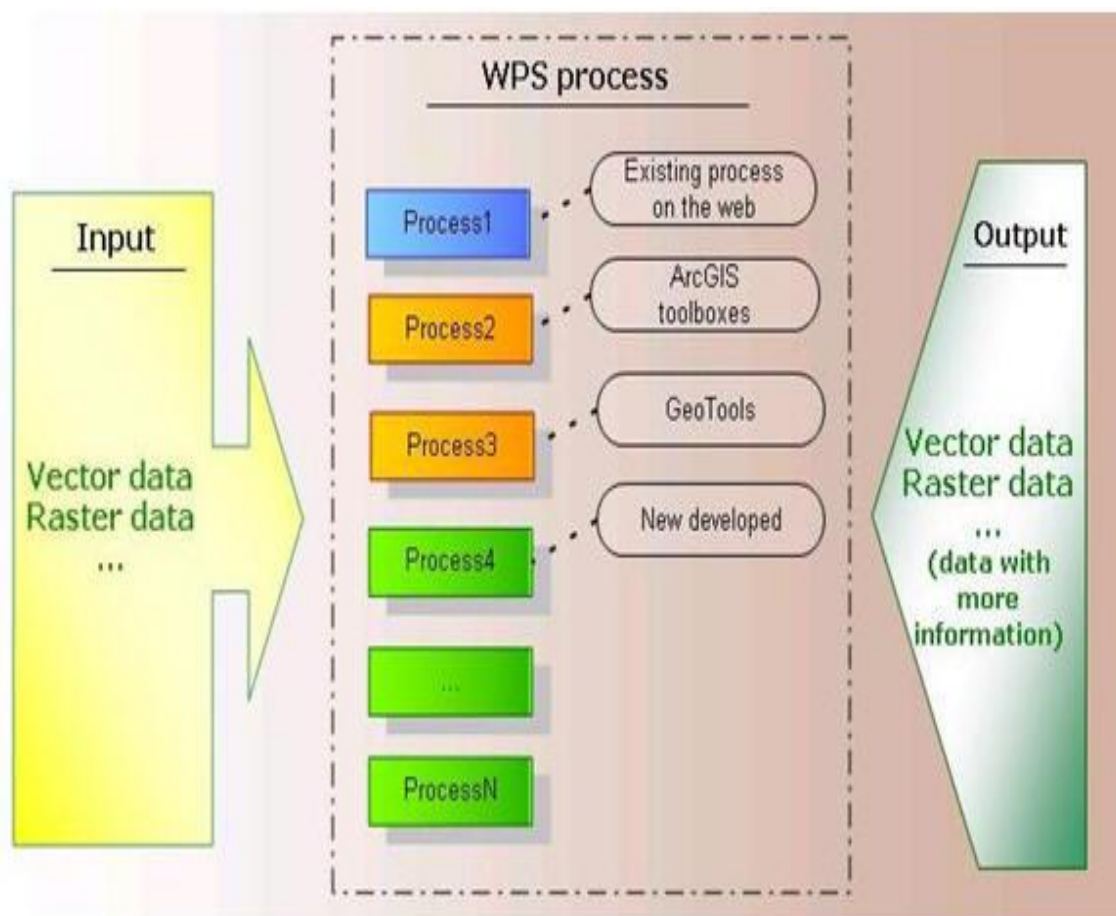 WPS process
Input
Vector data
Raster data
...
Process1
Existing process
on the web
Process2
ArcGIS
toolboxes
Process3
GeoTools
Process4
New developed
...
ProcessN
Output
Vector data
Raster data
...
(data with
more
information)